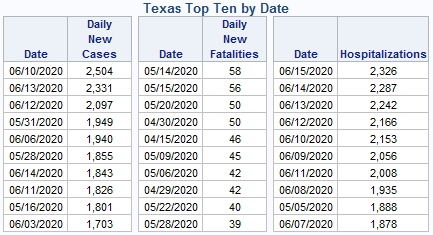 Texas Top Ten by Date
Date Daily New Cases Date Daily New Fatalities Date Hospitalizations
06/10/2020 2,504 05/14/2020 58 06/15/2020 2,326
06/13/2020 2,331 05/15/2020 56 06/14/2020 2,287
06/12/2020 2,097 05/20/2020 50 06/13/2020 2,242
05/31/2020 1,949 04/30/2020 50 06/12/2020 2,166
06/06/2020 1,940 04/15/2020 46 06/10/2020 2,153
05/28/2020 1,855 05/09/2020 45 06/09/2020 2,056
06/14/2020 1,843 05/06/2020 42 06/11/2020 2,008
06/11/2020 1,826 04/29/2020 42 06/08/2020 1,935
05/16/2020 1,801 05/22/2020 40 05/05/2020 1,888
06/03/2020 1,703 05/28/2020 39 06/07/2020 1,878